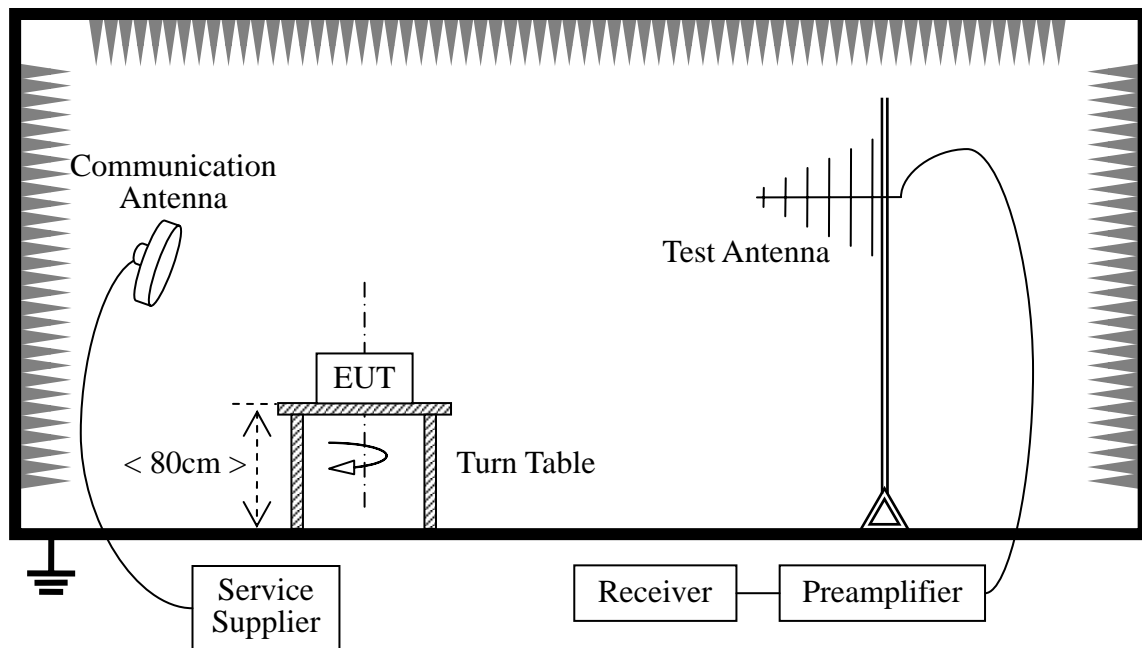 Communication
Antenna
Test Antenna
EUT
< 80cm >
Turn Table
Service
Supplier
Receiver
Preamplifier